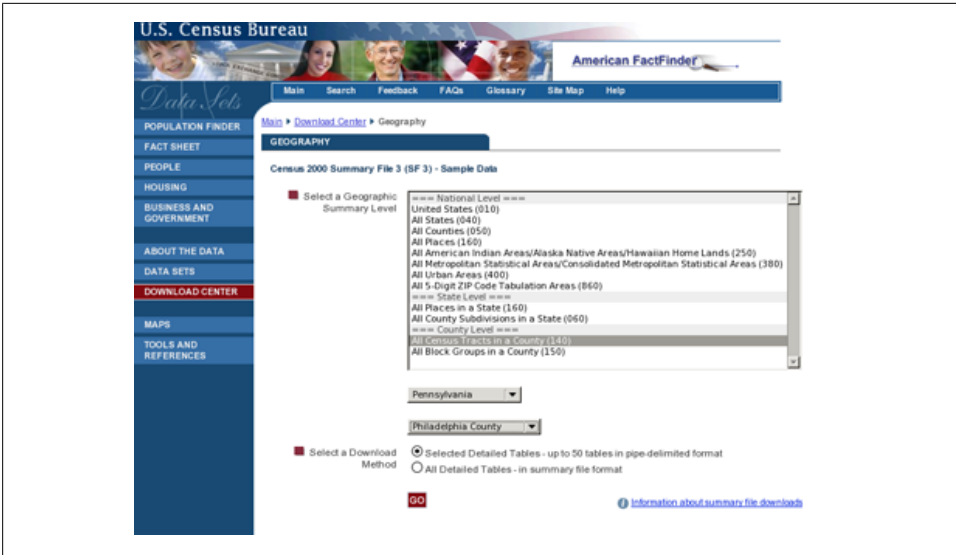 U.S. Census Bureau
American FactFinder
Main Search Feedback FAQs Glossary Site Map Help
Data Sets
Main ▶ Download Center ▶ Geography
POPULATION FINDER
FACT SHEET
PEOPLE
HOUSING
BUSINESS AND
GOVERNMENT
ABOUT THE DATA
DATA SETS
DOWNLOAD CENTER
MAPS
TOOLS AND
REFERENCES
GEOGRAPHY
Census 2000 Summary File 3 (SF 3) - Sample Data
Select a Geographic
Summary Level
=== National Level ===
United States (010)
All States (040)
All Counties (050)
All Places (160)
All American Indian Areas/Alaska Native Areas/Hawaiian Home Lands (250)
All Metropolitan Statistical Areas/Consolidated Metropolitan Statistical Areas (380)
All Urban Areas (400)
All 5-Digit ZIP Code Tabulation Areas (860)
=== State Level ===
All Places in a State (160)
All County Subdivisions in a State (060)
=== County Level ===
All Census Tracts in a County (140)
All Block Groups in a County (150)
Pennsylvania
Philadelphia County
Select a Download
Method
Selected Detailed Tables - up to 50 tables in pipe-delimited format
All Detailed Tables - in summary file format
GO
Information about summary file downloads